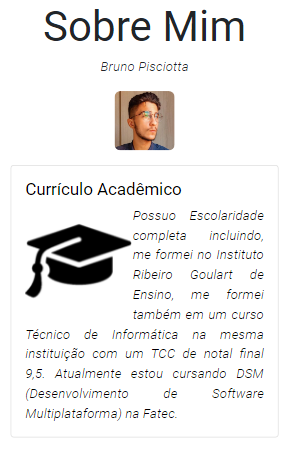 Sobre Mim
Bruno Pisciotta
Currículo Acadêmico
Possuo Escolaridade
completa incluindo,
me formei no Instituto
Ribeiro Goulart de
Ensino, me formei
também em um curso
Técnico de Informática na mesma
instituição com um TCC de notal final
9,5. Atualmente estou cursando DSM
(Desenvolvimento de Software
Multiplataforma) na Fatec.